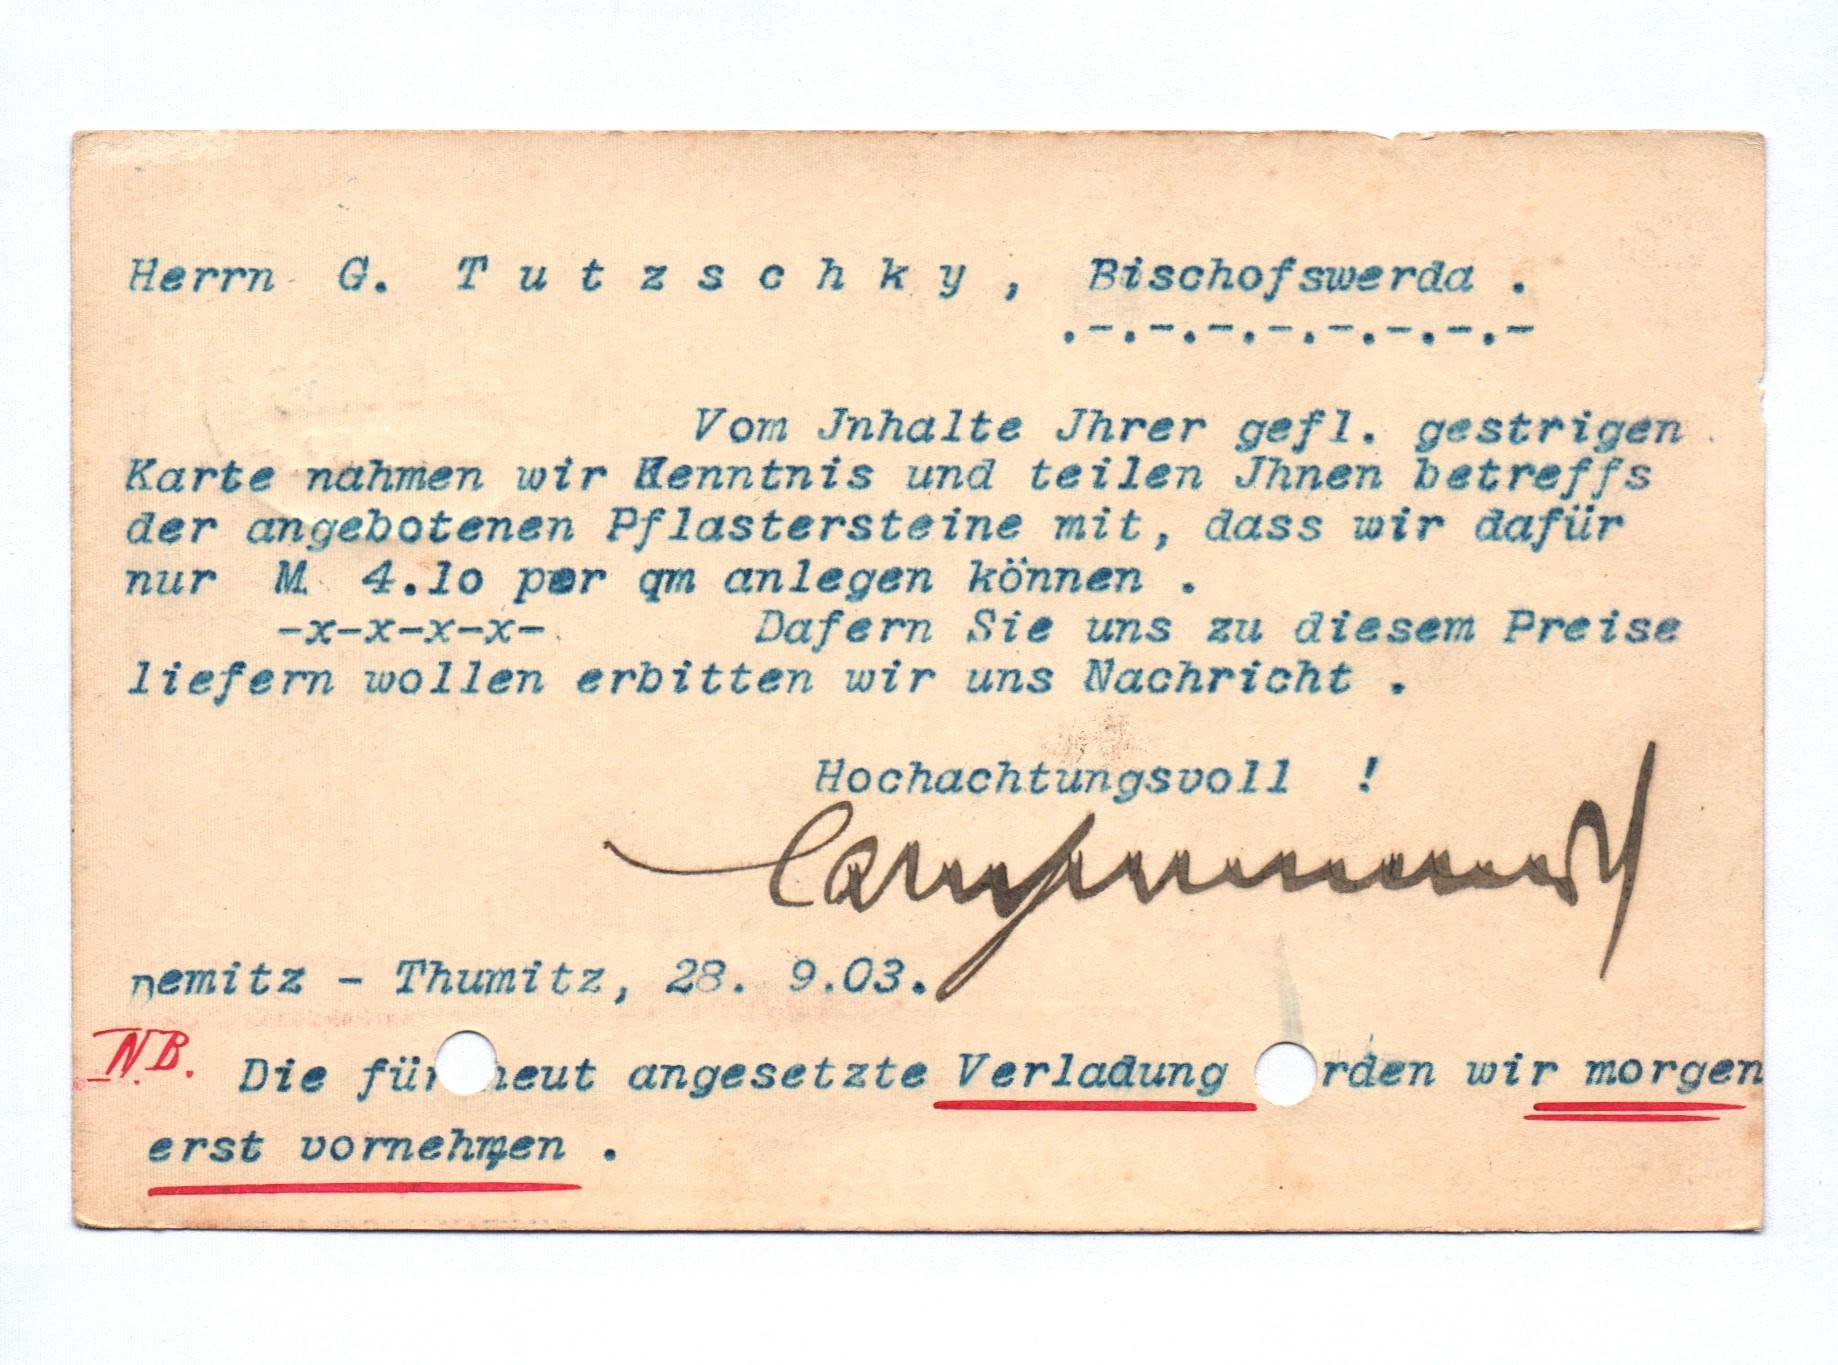 Herrn G. T u t z s c h k y , Bischofswerda .
.-.-.-.-.-.-.-.-
Vom Jnhalte Jhrer gefl. gestrigen
Karte nahmen wir Kenntnis und teilen Jhnen betreffs
der angebotenen Pflastersteine mit, dass wir dafür
nur M 4.lo per qm anlegen können .
-x-x-x-x- Dafern Sie uns zu diesem Preise
liefern wollen erbitten wir uns Nachricht .
Hochachtungsvoll !
Demitz - Thumitz, 28. 9.03.
N.B. Die für heut angesetzte Verladung rden wir morgen
erst vornehmen .